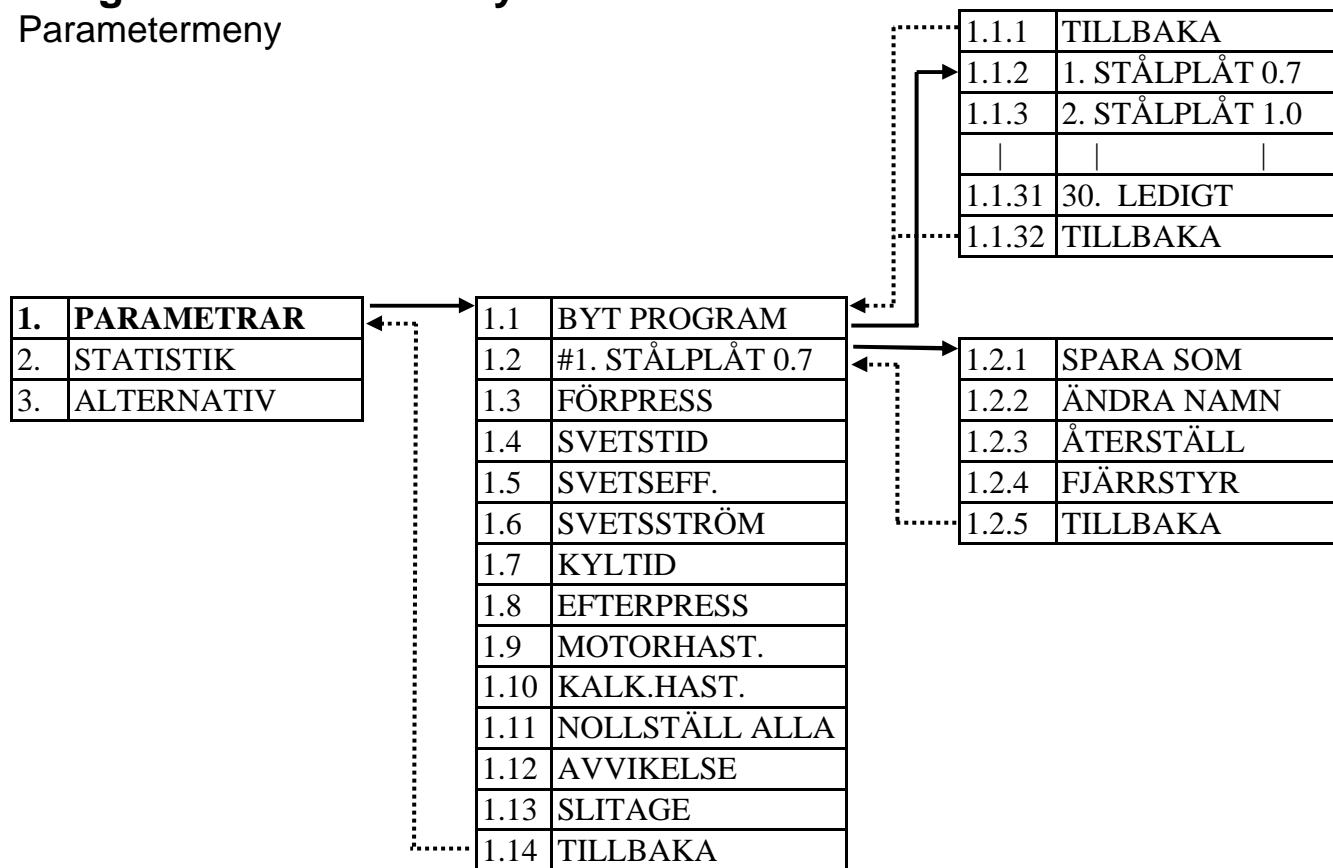 Parametermeny
1.1.1 TILLBAKA
1.1.2 1. STÅLPLÅT 0.7
1.1.3 2. STÅLPLÅT 1.0
| | |
1.1.31 30. LEDIGT
1.1.32 TILLBAKA
1. PARAMETRAR
2. STATISTIK
3. ALTERNATIV
1.1 BYT PROGRAM
1.2 #1. STÅLPLÅT 0.7
1.3 FÖRPRESS
1.4 SVETSTID
1.5 SVETSEFF.
1.6 SVETSSTRÖM
1.7 KYLTID
1.8 EFTERPRESS
1.9 MOTORHAST.
1.10 KALK.HAST.
1.11 NOLLSTÄLL ALLA
1.12 AVVIKELSE
1.13 SLITAGE
1.14 TILLBAKA
1.2.1 SPARA SOM
1.2.2 ÄNDRA NAMN
1.2.3 ÅTERSTÄLL
1.2.4 FJÄRRSTYR
1.2.5 TILLBAKA